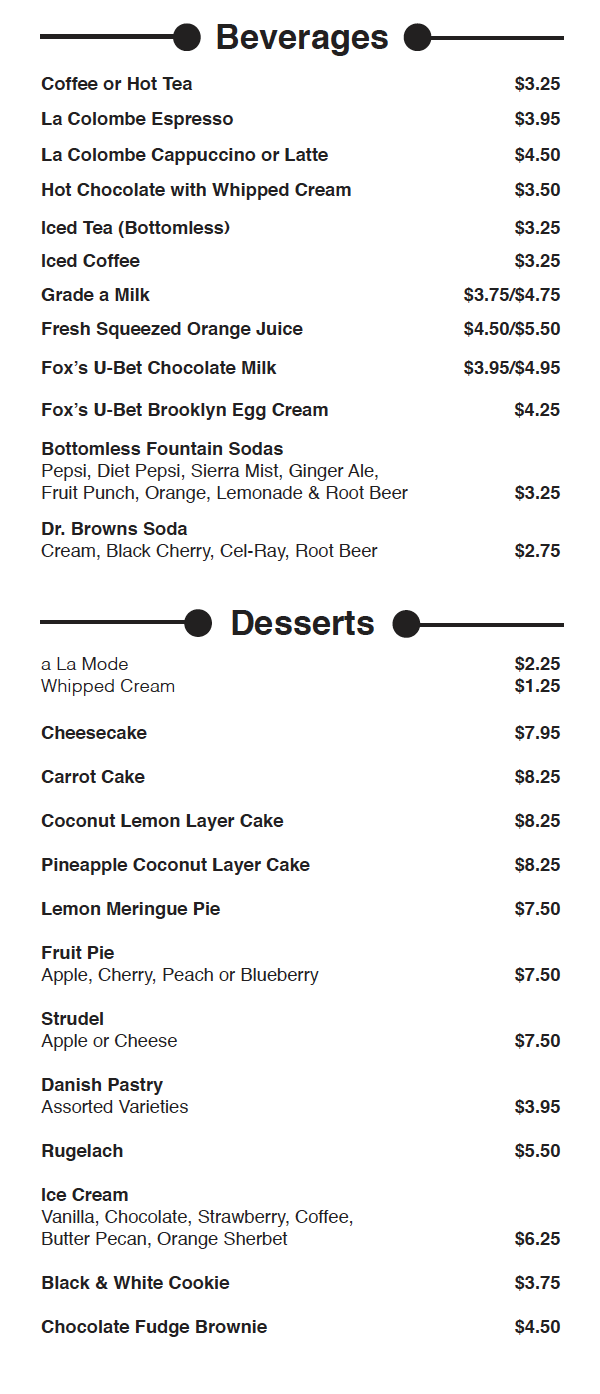 Beverages
Coffee or Hot Tea $3.25
La Colombe Espresso $3.95
La Colombe Cappuccino or Latte $4.50
Hot Chocolate with Whipped Cream $3.50
Iced Tea (Bottomless) $3.25
Iced Coffee $3.25
Grade a Milk $3.75/$4.75
Fresh Squeezed Orange Juice $4.50/$5.50
Fox’s U-Bet Chocolate Milk $3.95/$4.95
Fox’s U-Bet Brooklyn Egg Cream $4.25
Bottomless Fountain Sodas
Pepsi, Diet Pepsi, Sierra Mist, Ginger Ale,
Fruit Punch, Orange, Lemonade & Root Beer $3.25
Dr. Browns Soda
Cream, Black Cherry, Cel-Ray, Root Beer $2.75
Desserts
a La Mode $2.25
Whipped Cream $1.25
Cheesecake $7.95
Carrot Cake $8.25
Coconut Lemon Layer Cake $8.25
Pineapple Coconut Layer Cake $8.25
Lemon Meringue Pie $7.50
Fruit Pie
Apple, Cherry, Peach or Blueberry $7.50
Strudel
Apple or Cheese $7.50
Danish Pastry
Assorted Varieties $3.95
Rugelach $5.50
Ice Cream
Vanilla, Chocolate, Strawberry, Coffee,
Butter Pecan, Orange Sherbet $6.25
Black & White Cookie $3.75
Chocolate Fudge Brownie $4.50